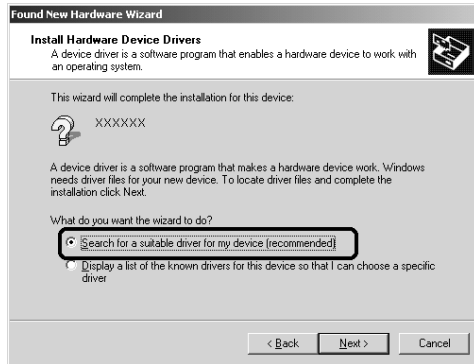 Found New Hardware Wizard
Install Hardware Device Drivers
A device driver is a software program that enables a hardware device to work with
an operating system.
This wizard will complete the installation for this device:
XXXXXX
A device driver is a software program that makes a hardware device work. Windows
needs driver files for your new device. To locate driver files and complete the
installation click Next.
What do you want the wizard to do?
Search for a suitable driver for my device (recommended)
Display a list of the known drivers for this device so that I can choose a specific
driver
< Back Next > Cancel